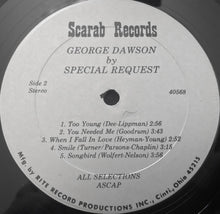 Scarab Records
GEORGE DAWSON
by
SPECIAL REQUEST
Side 2
Stereo
40568
1. Too Young (Dee-Lippman) 2:56
2. You Needed Me (Goodrum) 3:43
3. When I Fall In Love (Heyman-Young) 2:52
4. Smile (Turner/Parsons-Chaplin) 3:23
5. Songbird (Wolfert-Nelson) 3:26
ALL SELECTIONS
ASCAP
Mfg. by RITE RECORD PRODUCTIONS INC., Cinti, Ohio 45215